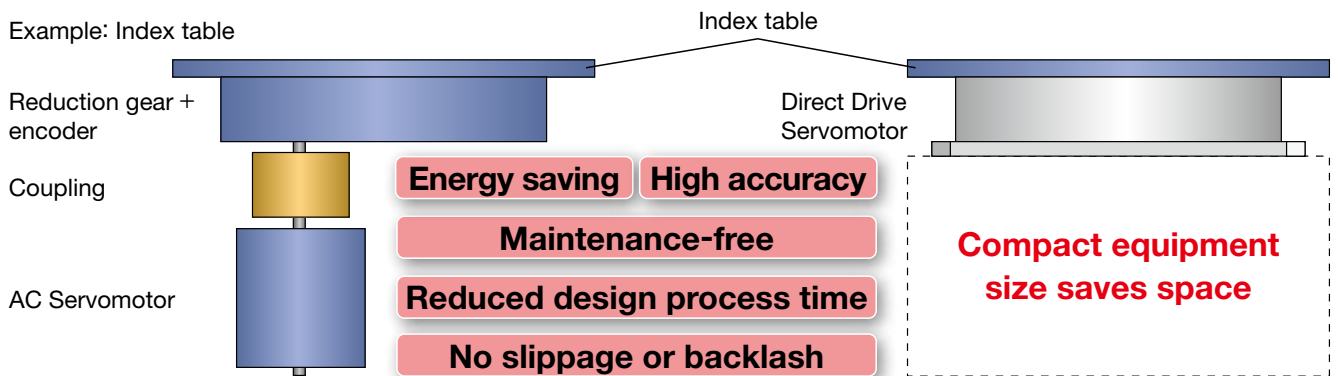 Example: Index table
Index table
Reduction gear +
encoder
Direct Drive
Servomotor
Coupling
Energy saving
High accuracy
Maintenance-free
Compact equipment
size saves space
AC Servomotor
Reduced design process time
No slippage or backlash